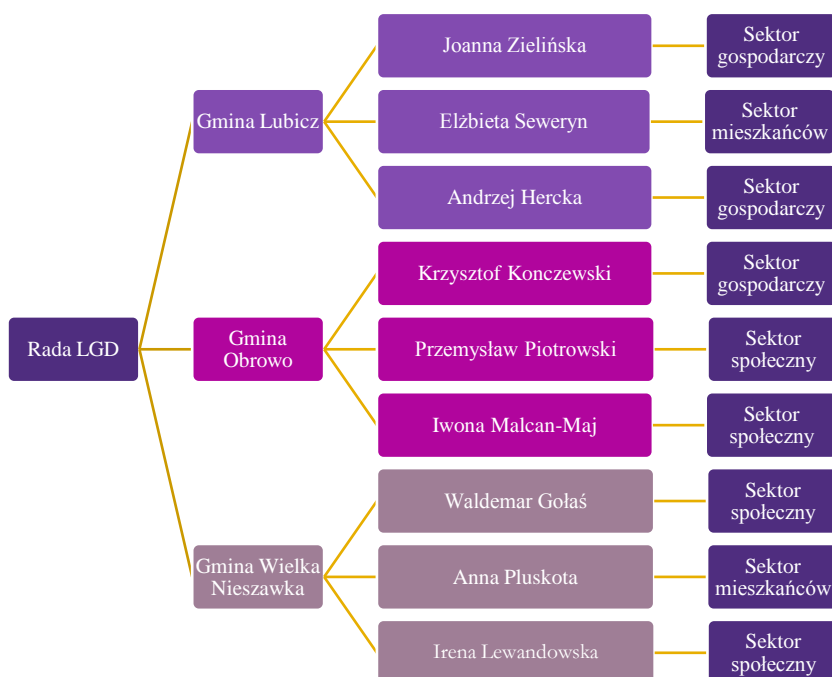 Rada LGD
Gmina Lubicz
Joanna Zielińska
Sektor
gospodarczy
Elżbieta Seweryn
Sektor
mieszkańców
Andrzej Hercka
Sektor
gospodarczy
Gmina
Obrowo
Krzysztof Konczewski
Sektor
gospodarczy
Przemysław Piotrowski
Sektor
społeczny
Iwona Malcan-Maj
Sektor
społeczny
Gmina Wielka
Nieszawka
Waldemar Gołaś
Sektor
społeczny
Anna Pluskota
Sektor
mieszkańców
Irena Lewandowska
Sektor
społeczny